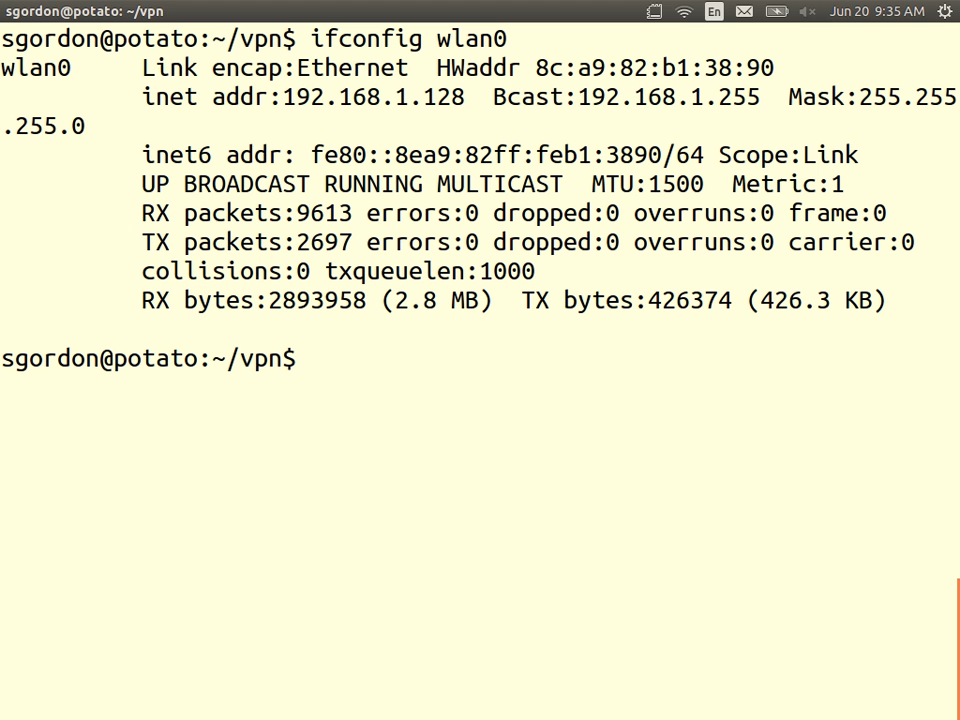 sgordon@potato: ~/vpn En Jun 20 9:35 AM
sgordon@potato:~/vpn$ ifconfig wlan0
wlan0     Link encap:Ethernet  HWaddr 8c:a9:82:b1:38:90
          inet addr:192.168.1.128  Bcast:192.168.1.255  Mask:255.255
.255.0
          inet6 addr: fe80::8ea9:82ff:feb1:3890/64 Scope:Link
          UP BROADCAST RUNNING MULTICAST  MTU:1500  Metric:1
          RX packets:9613 errors:0 dropped:0 overruns:0 frame:0
          TX packets:2697 errors:0 dropped:0 overruns:0 carrier:0
          collisions:0 txqueuelen:1000
          RX bytes:2893958 (2.8 MB)  TX bytes:426374 (426.3 KB)
sgordon@potato:~/vpn$